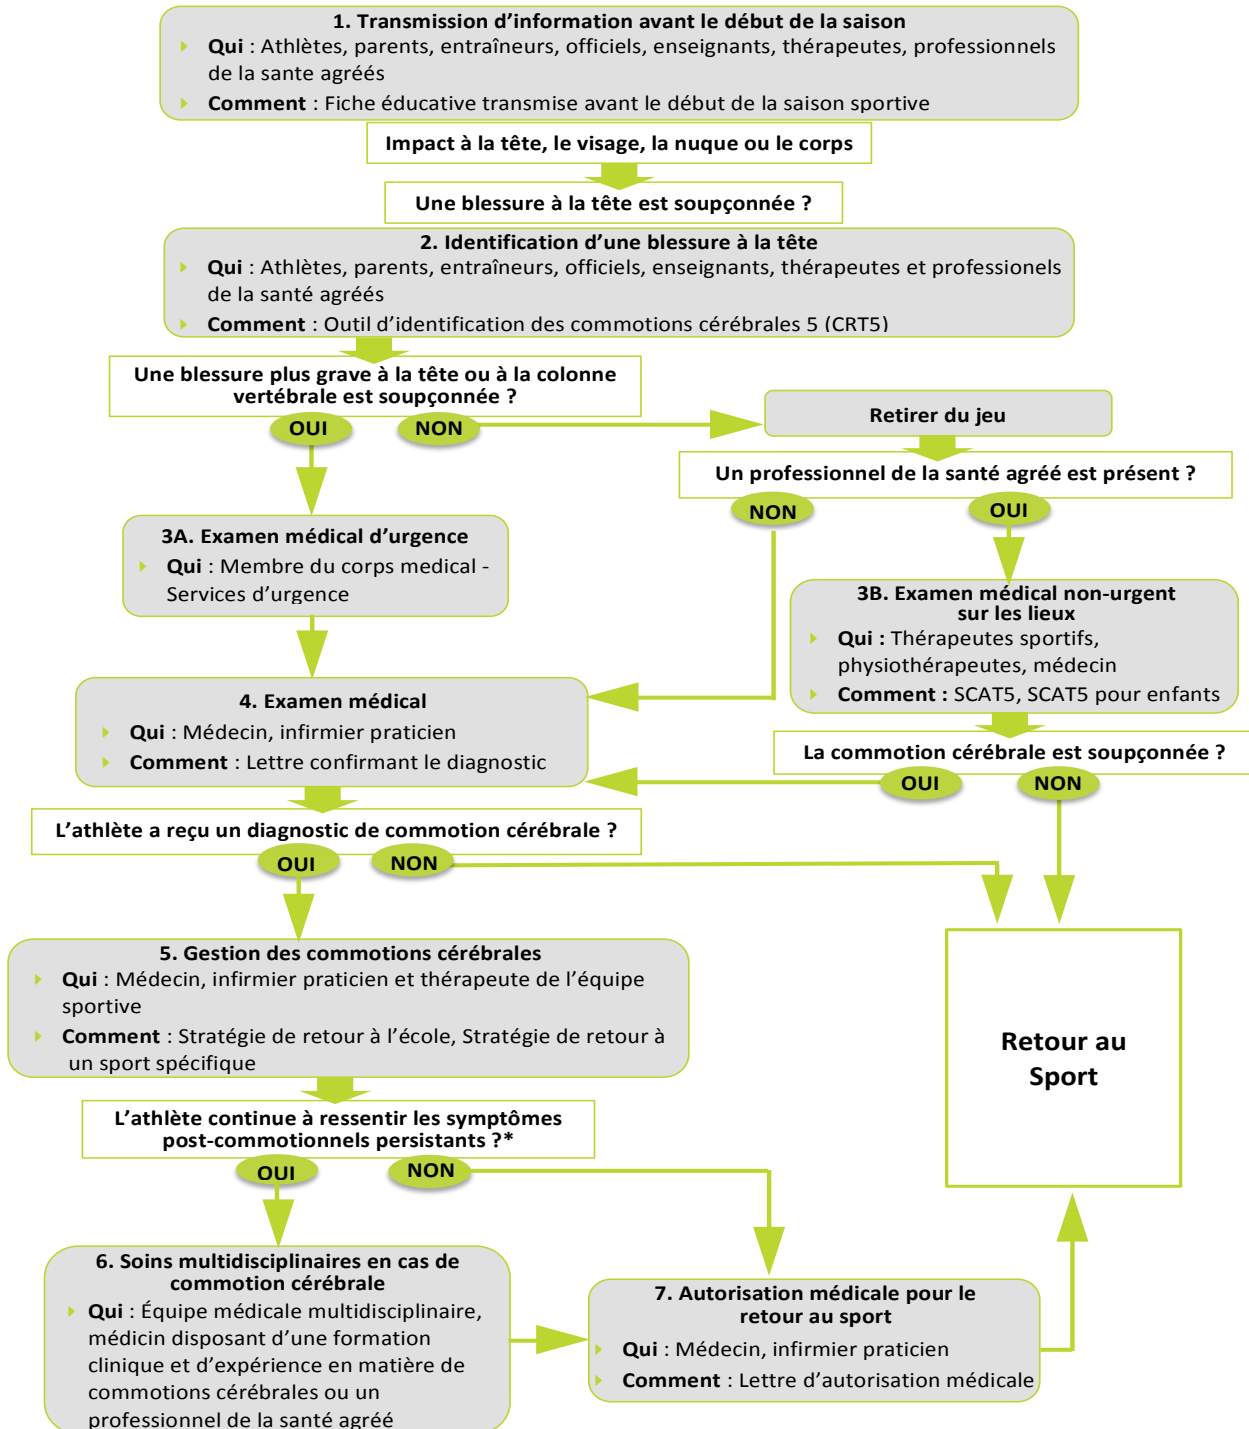 1. Transmission d’information avant le début de la saison
Qui : Athlètes, parents, entraîneurs, officiels, enseignants, thérapeutes, professionnels
de la sante agréés
Comment : Fiche éducative transmise avant le début de la saison sportive
Impact à la tête, le visage, la nuque ou le corps
Une blessure à la tête est soupçonnée ?
2. Identification d’une blessure à la tête
Qui : Athlètes, parents, entraîneurs, officiels, enseignants, thérapeutes et professionels
de la santé agréés
Comment : Outil d’identification des commotions cérébrales 5 (CRT5)
Une blessure plus grave à la tête ou à la colonne
vertébrale est soupçonnée ?
OUI
NON
Retirer du jeu
Un professionnel de la santé agréé est présent ?
NON
OUI
3A. Examen médical d’urgence
Qui : Membre du corps medical -
Services d’urgence
3B. Examen médical non-urgent
sur les lieux
Qui : Thérapeutes sportifs,
physiothérapeutes, médecin
Comment : SCAT5, SCAT5 pour enfants
4. Examen médical
Qui : Médecin, infirmier praticien
Comment : Lettre confirmant le diagnostic
La commotion cérébrale est soupçonnée ?
OUI
NON
L’athlète a reçu un diagnostic de commotion cérébrale ?
OUI
NON
5. Gestion des commotions cérébrales
Qui : Médecin, infirmier praticien et thérapeute de l’équipe
sportive
Comment : Stratégie de retour à l’école, Stratégie de retour à
un sport spécifique
Retour au
Sport
L’athlète continue à ressentir les symptômes
post-commotionnels persistants ?*
OUI
NON
6. Soins multidisciplinaires en cas de
commotion cérébrale
Qui : Équipe médicale multidisciplinaire,
médicin disposant d’une formation
clinique et d’expérience en matière de
commotions cérébrales ou un
professionnel de la santé agréé
7. Autorisation médicale pour le
retour au sport
Qui : Médecin, infirmier praticien
Comment : Lettre d’autorisation médicale